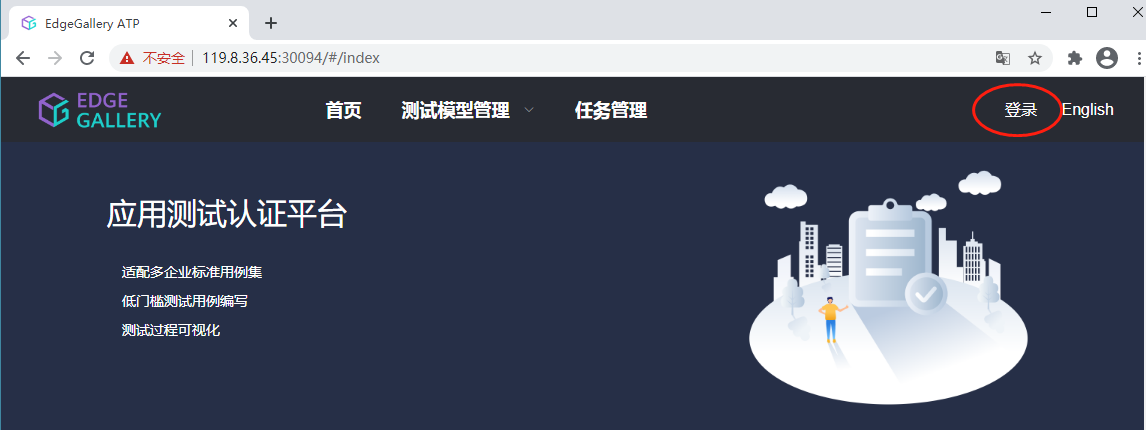 EdgeGallery ATP
不安全 119.8.36.45:30094/#/index
EDGE
GALLERY
首页 测试模型管理 任务管理 登录 English
应用测试认证平台
适配多企业标准用例集
低门槛测试用例编写
测试过程可视化